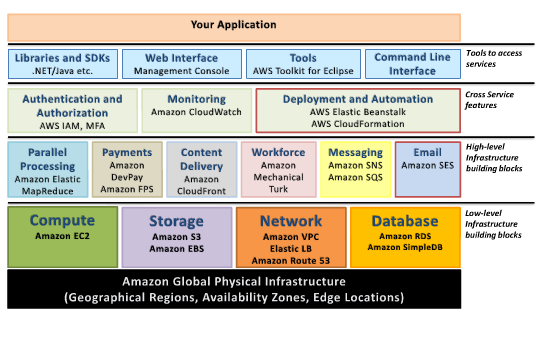 Your Application
Libraries and SDKs
.NET/Java etc.
Web Interface
Management Console
Tools
AWS Toolkit for Eclipse
Command Line
Interface
Tools to access
services
Authentication and
Authorization
AWS IAM, MFA
Monitoring
Amazon CloudWatch
Deployment and Automation
AWS Elastic Beanstalk
AWS CloudFormation
Cross Service
features
Parallel
Processing
Amazon Elastic
MapReduce
Payments
Amazon
DevPay
Amazon FPS
Content
Delivery
Amazon
CloudFront
Workforce
Amazon
Mechanical
Turk
Messaging
Amazon SNS
Amazon SQS
Email
Amazon SES
High-level
Infrastructure
building blocks
Compute
Amazon EC2
Storage
Amazon S3
Amazon EBS
Network
Amazon VPC
Elastic LB
Amazon Route 53
Database
Amazon RDS
Amazon SimpleDB
Low-level
Infrastructure
building blocks
Amazon Global Physical Infrastructure
(Geographical Regions, Availability Zones, Edge Locations)